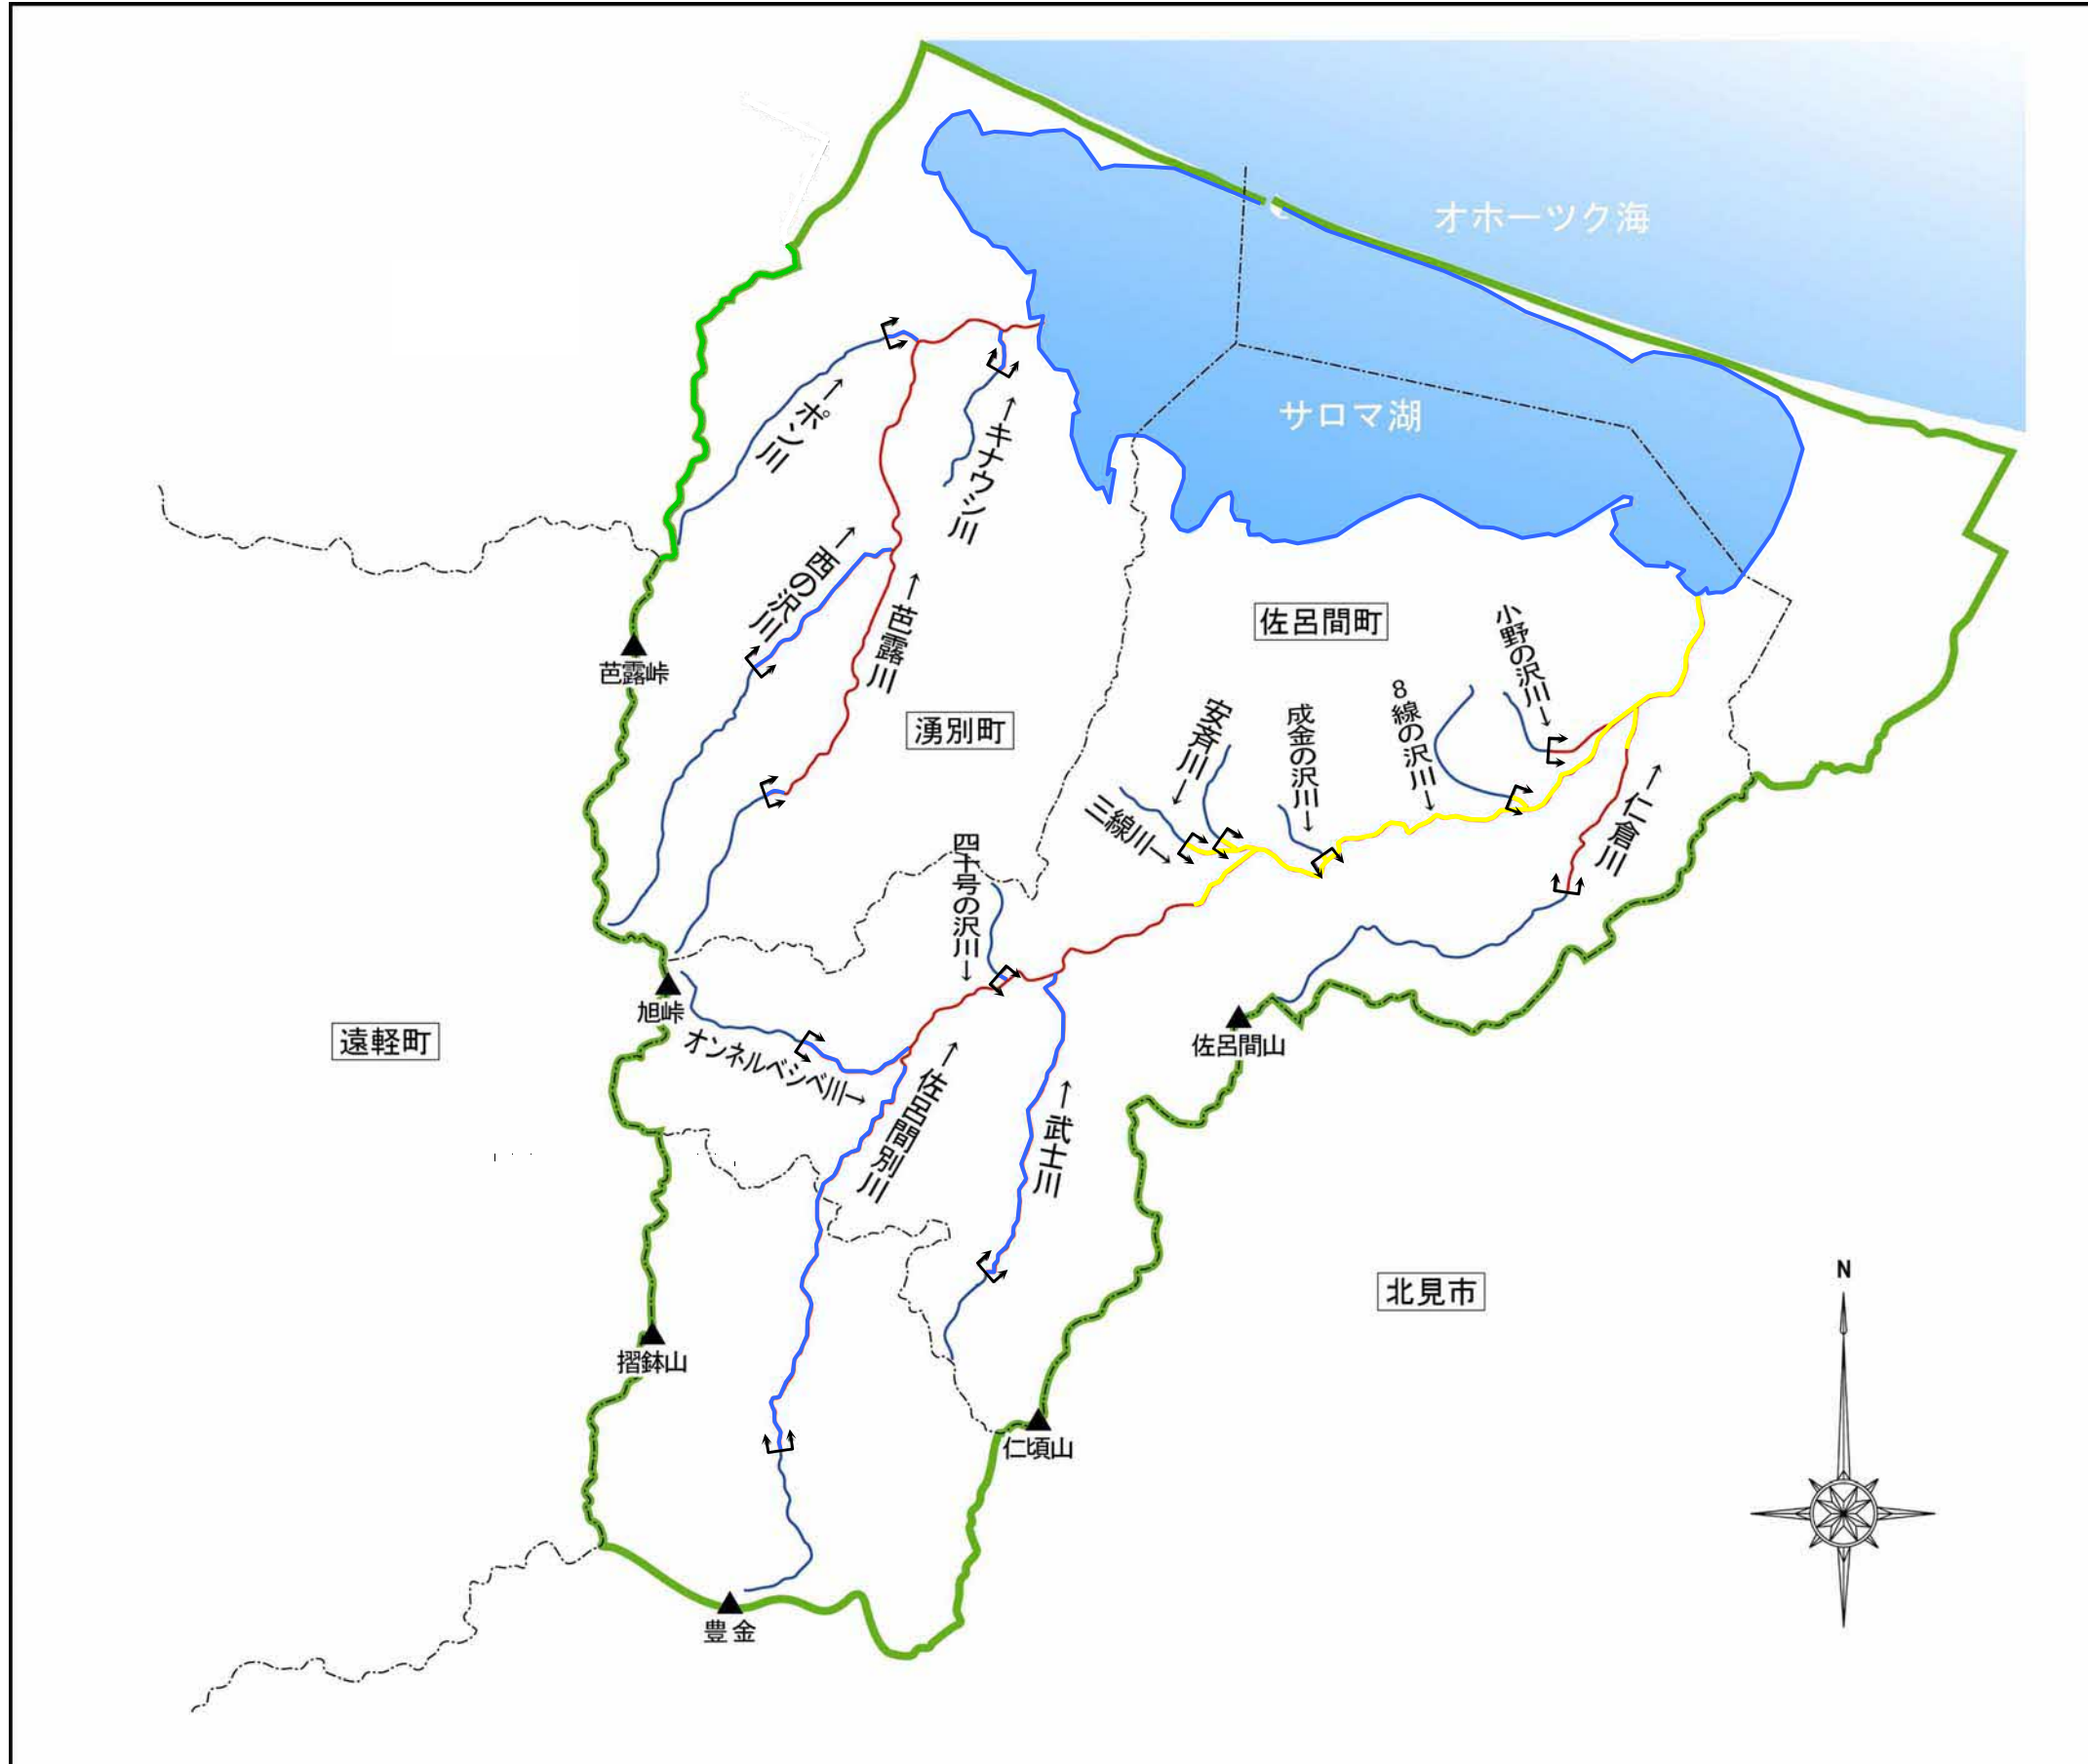 オホーツク海
サロマ湖
ポン川
キナウシ川
西の沢川
芭露川
芭露峠
湧別町
佐呂間町
小野の沢川
8線の沢川
成金の沢川
安斉川
三線川
仁倉川
四十号の沢川
旭峠
遠軽町
オンネルベシベ川
佐呂間別川
武士川
佐呂間山
北見市
N
摺鉢山
仁頃山
豊金